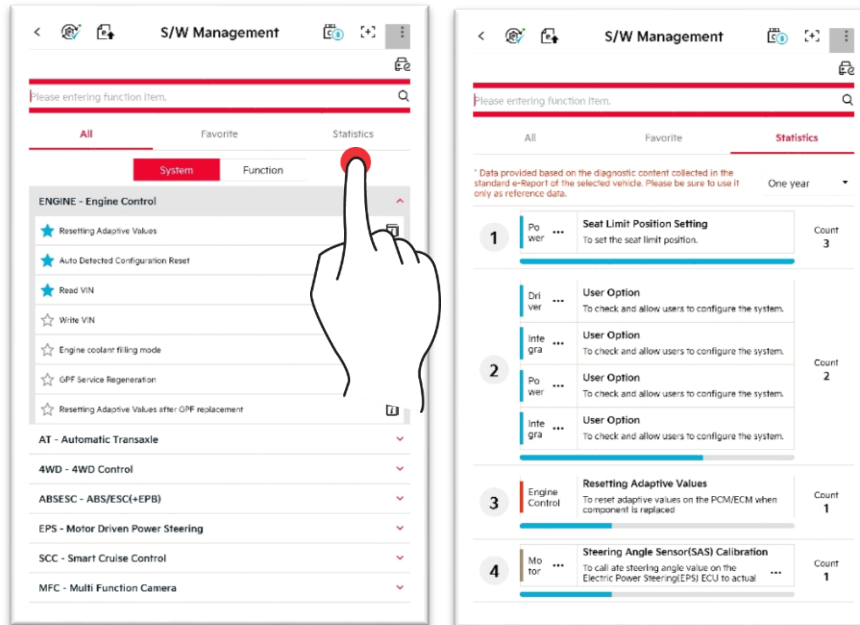 S/W Management
Please entering function item.
All Favorite Statistics
System Function
ENGINE - Engine Control
Resetting Adaptive Values
Auto Detected Configuration Reset
Read VIN
Write VIN
Engine coolant filling mode
GPF Service Regeneration
Resetting Adaptive Values after GPF replacement
AT - Automatic Transaxle
4WD - 4WD Control
ABSESC - ABS/ESC(+EPB)
EPS - Motor Driven Power Steering
SCC - Smart Cruise Control
MFC - Multi Function Camera
S/W Management
Please entering function item.
All Favorite Statistics
* Data provided based on the diagnostic content collected in the
standard e-Report of the selected vehicle. Please be sure to use it
only as reference data.
One year
1
Po
wer ...
Seat Limit Position Setting
To set the seat limit position.
Count
3
2
Dri
ver ...
User Option
To check and allow users to configure the system.
Inte
gra ...
User Option
To check and allow users to configure the system.
Po
wer ...
User Option
To check and allow users to configure the system.
Inte
gra ...
User Option
To check and allow users to configure the system.
Count
2
3
Engine
Control
Resetting Adaptive Values
To reset adaptive values on the PCM/ECM when
component is replaced
Count
1
4
Mo
tor ...
Steering Angle Sensor(SAS) Calibration
To call ate steering angle value on the
Electric Power Steering(EPS) ECU to actual ...
Count
1